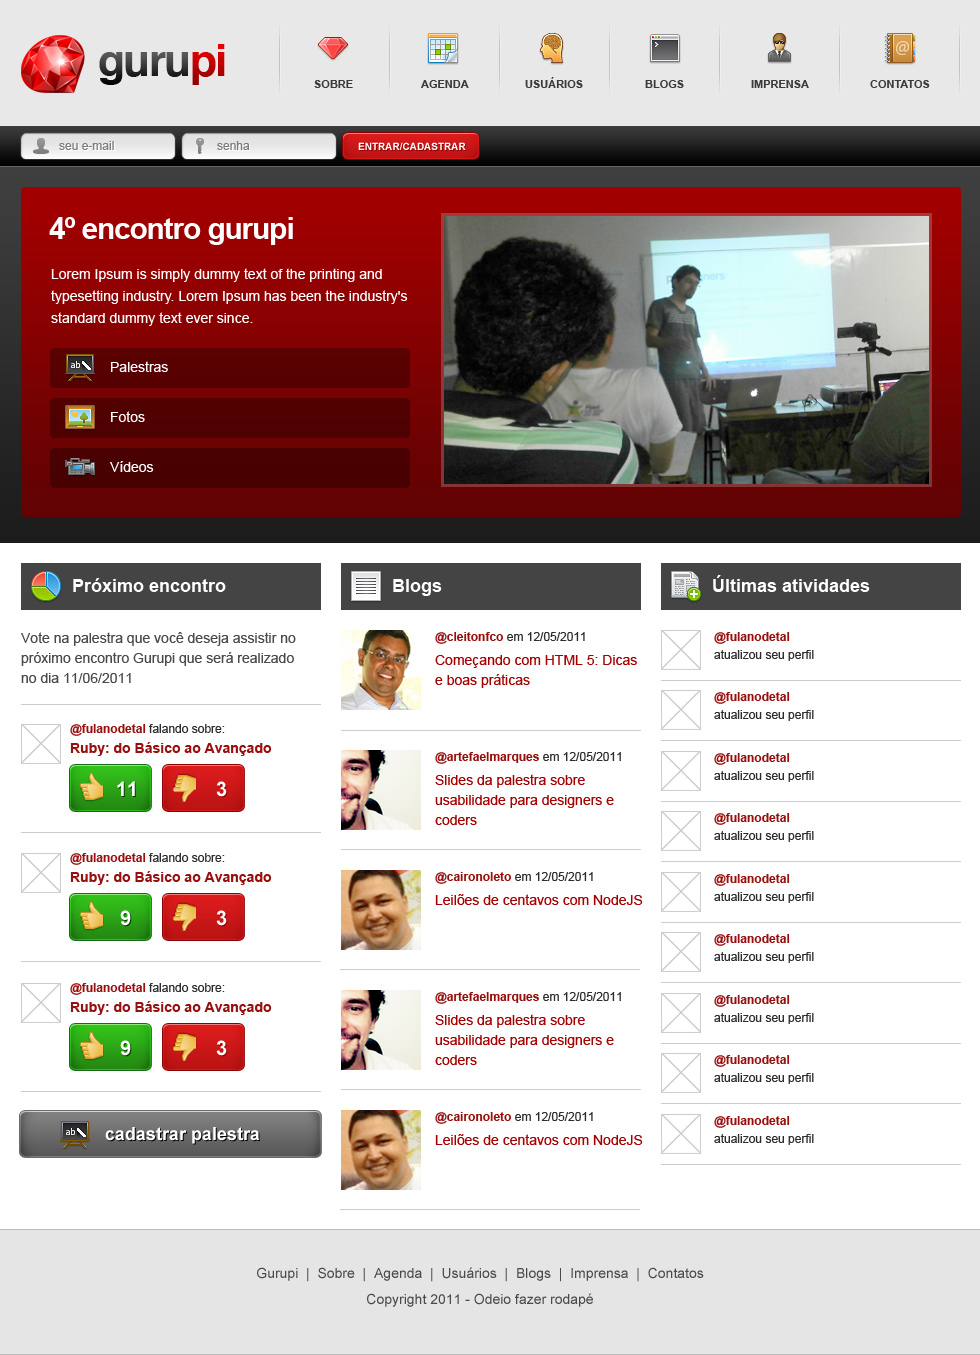 gurupi
SOBRE
AGENDA
USUÁRIOS
BLOGS
IMPRENSA
CONTATOS
seu e-mail
senha
ENTRAR/CADASTRAR
4º encontro gurupi
Lorem Ipsum is simply dummy text of the printing and
typesetting industry. Lorem Ipsum has been the industry's
standard dummy text ever since.
Palestras
Fotos
Vídeos
Próximo encontro
Vote na palestra que você deseja assistir no
próximo encontro Gurupi que será realizado
no dia 11/06/2011
@fulanodetal falando sobre:
Ruby: do Básico ao Avançado
11
3
@fulanodetal falando sobre:
Ruby: do Básico ao Avançado
9
3
@fulanodetal falando sobre:
Ruby: do Básico ao Avançado
9
3
cadastrar palestra
Blogs
@cleitonfco em 12/05/2011
Começando com HTML 5: Dicas
e boas práticas
@artefaelmarques em 12/05/2011
Slides da palestra sobre
usabilidade para designers e
coders
@caironoleto em 12/05/2011
Leilões de centavos com NodeJS
@artefaelmarques em 12/05/2011
Slides da palestra sobre
usabilidade para designers e
coders
@caironoleto em 12/05/2011
Leilões de centavos com NodeJS
Últimas atividades
@fulanodetal
atualizou seu perfil
@fulanodetal
atualizou seu perfil
@fulanodetal
atualizou seu perfil
@fulanodetal
atualizou seu perfil
@fulanodetal
atualizou seu perfil
@fulanodetal
atualizou seu perfil
@fulanodetal
atualizou seu perfil
@fulanodetal
atualizou seu perfil
@fulanodetal
atualizou seu perfil
Gurupi | Sobre | Agenda | Usuários | Blogs | Imprensa | Contatos
Copyright 2011 - Odeio fazer rodapé